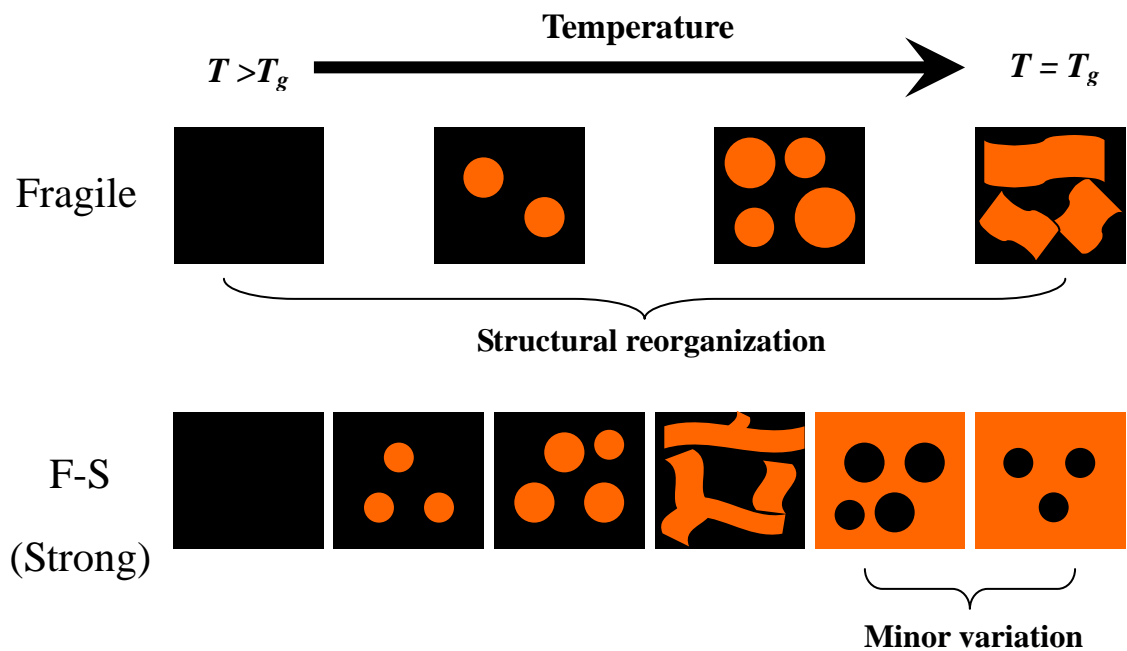 Temperature
T >Tg
T = Tg
Fragile
Structural reorganization
F-S
(Strong)
Minor variation